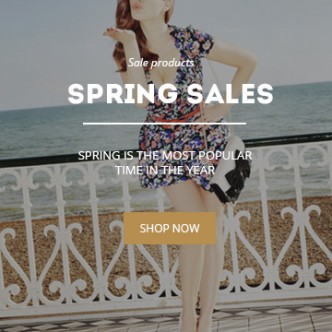 Sale products
SPRING SALES
SPRING IS THE MOST POPULAR
TIME IN THE YEAR
SHOP NOW